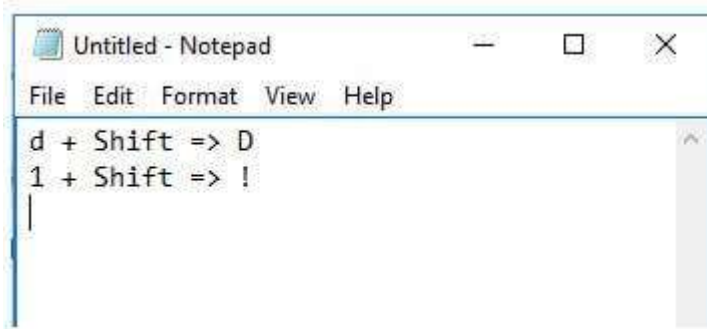 Untitled - Notepad
File Edit Format View Help
d + Shift => D
1 + Shift => !